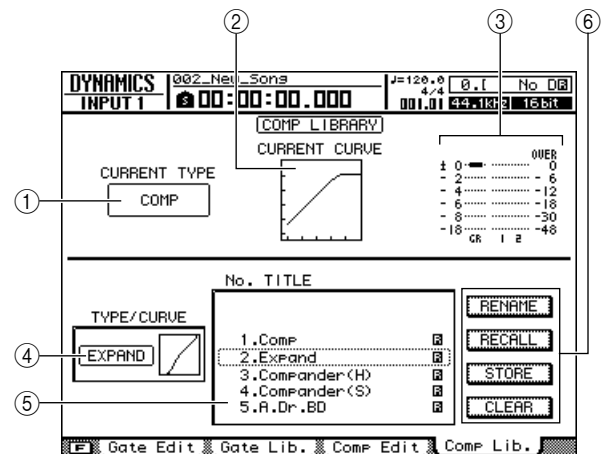 ② ③ ⑥
DYNAMICS 002_New_Song ♩=120.0 0.[ No D🅁
4/4
INPUT 1 S 00:00:00.000 001.01 44.1kHz 16bit
COMP LIBRARY
CURRENT TYPE CURRENT CURVE
① COMP
OVER
± 0 0
- 2 - 6
- 4 -12
- 6 -18
- 8 -30
-18 -48
GR 1 2
No. TITLE
TYPE/CURVE
④ EXPAND
⑤
1.Comp R
2.Expand R
3.Compander(H) R
4.Compander(S) R
5.A.Dr.BD R
RENAME
RECALL
STORE
CLEAR
F Gate Edit Gate Lib. Comp Edit Comp Lib.